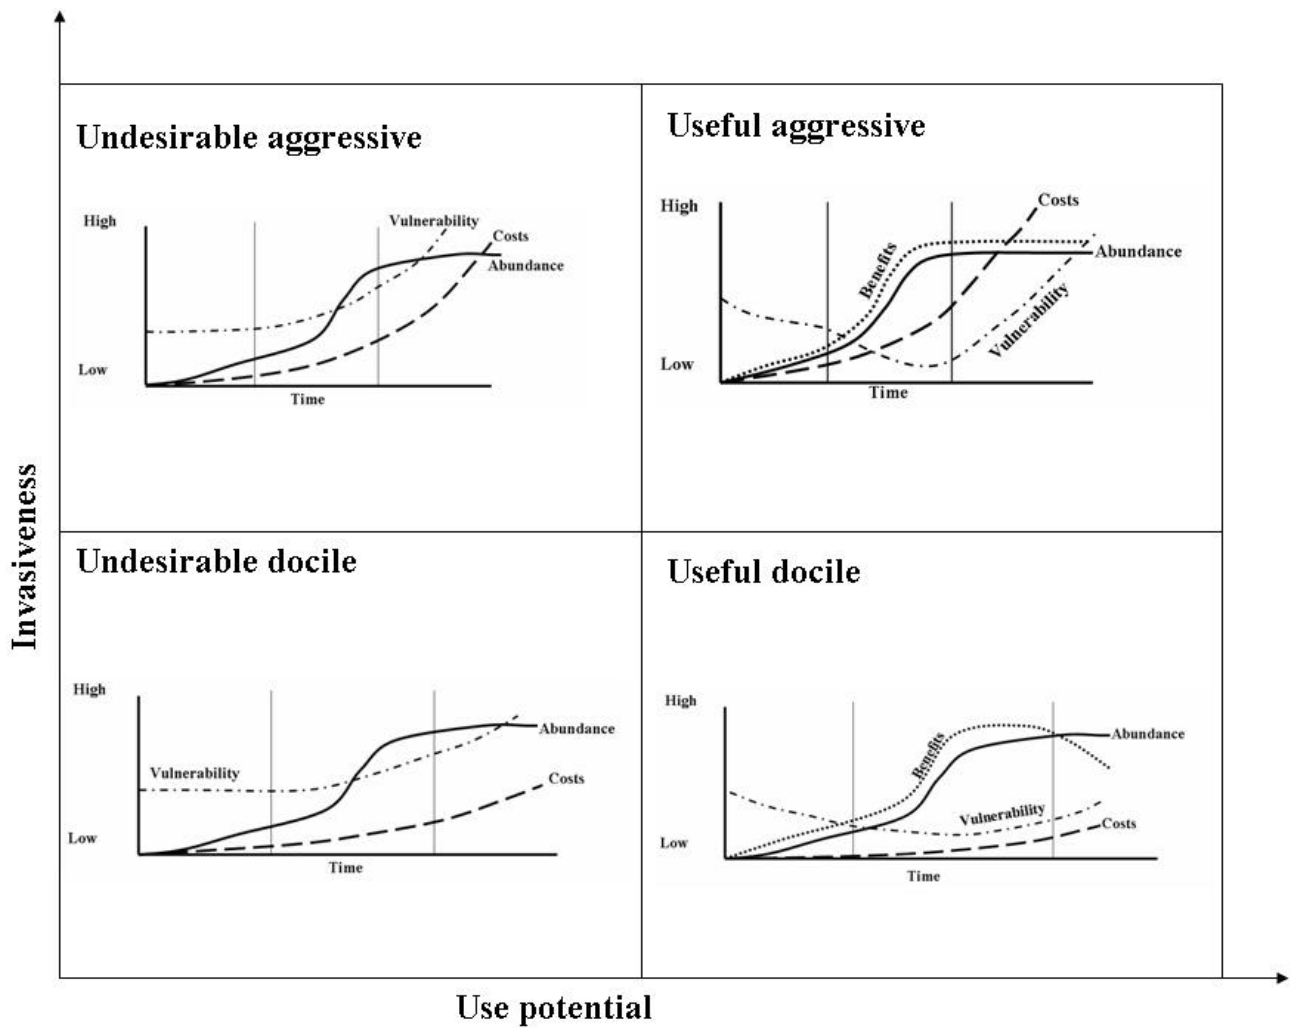 Undesirable aggressive
High
Vulnerability
Costs
Abundance
Low
Time
Useful aggressive
High
Costs
Benefits
Abundance
Vulnerability
Low
Time
Invasiveness
Undesirable docile
High
Abundance
Vulnerability
Costs
Low
Time
Useful docile
High
Abundance
Benefits
Vulnerability
Costs
Low
Time
Use potential